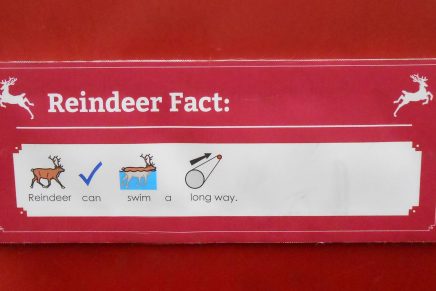 Reindeer Fact:
Reindeer can swim a long way.